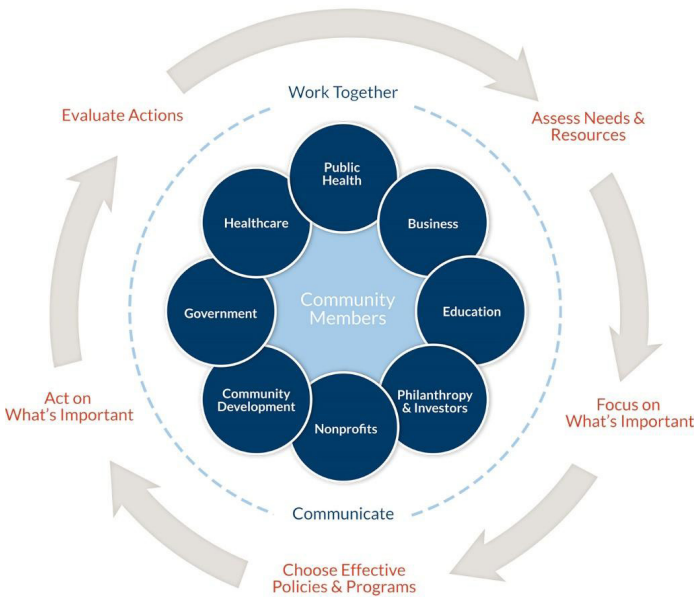 Work Together
Evaluate Actions
Assess Needs &
Resources
Public
Health
Healthcare
Business
Community
Members
Government
Education
Community
Development
Philanthropy
& Investors
Nonprofits
Act on
What's Important
Focus on
What's Important
Communicate
Choose Effective
Policies & Programs